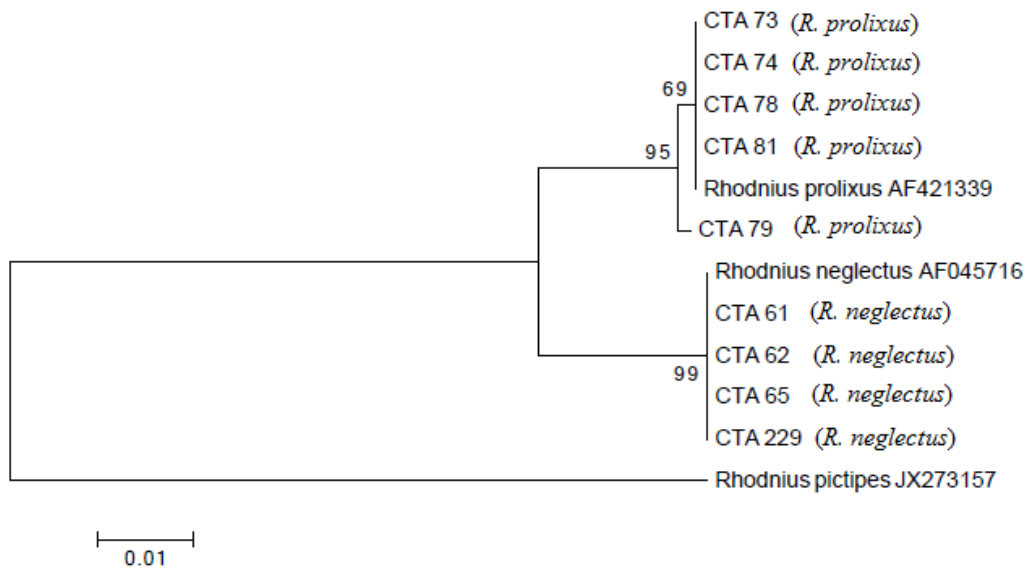 CTA 73 (R. prolixus)
CTA 74 (R. prolixus)
69
CTA 78 (R. prolixus)
CTA 81 (R. prolixus)
95
Rhodnius prolixus AF421339
CTA 79 (R. prolixus)
Rhodnius neglectus AF045716
CTA 61 (R. neglectus)
CTA 62 (R. neglectus)
99
CTA 65 (R. neglectus)
CTA 229 (R. neglectus)
Rhodnius pictipes JX273157
0.01